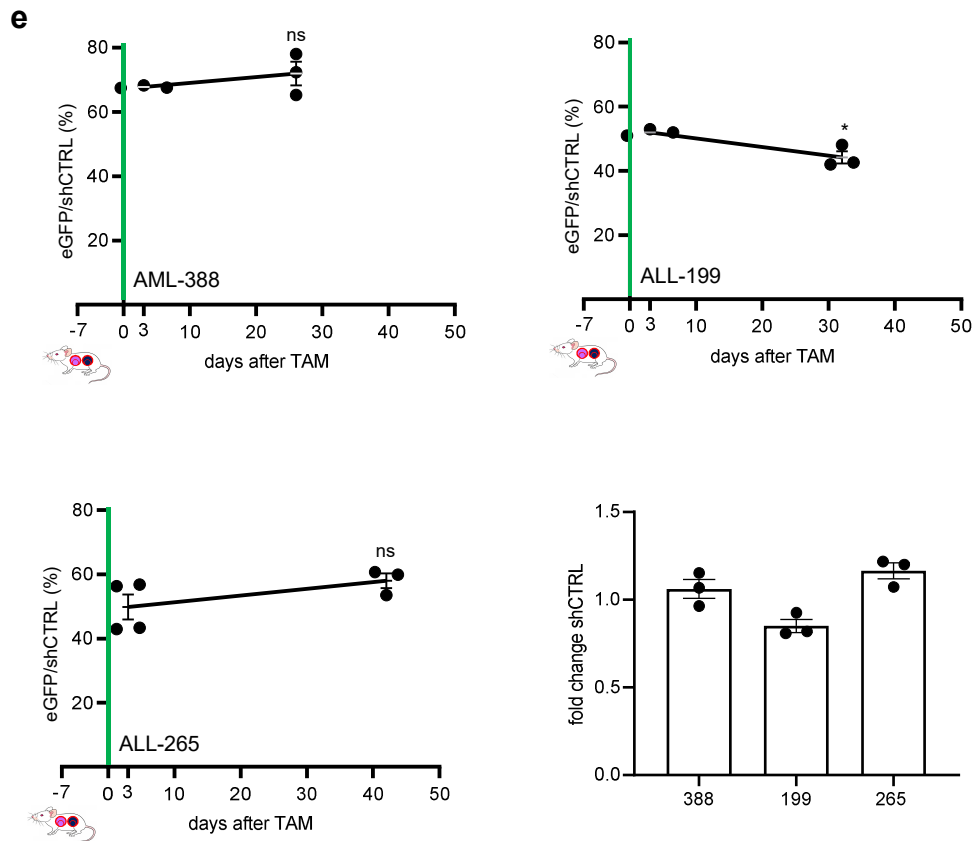 e
ns
80
60
40
20
eGFP/shCTRL (%)
AML-388
-7 0 3 10 20 30 40 50
days after TAM
*
80
60
40
20
eGFP/shCTRL (%)
ALL-199
-7 0 3 10 20 30 40 50
days after TAM
ns
80
60
40
20
eGFP/shCTRL (%)
ALL-265
-7 0 3 10 20 30 40 50
days after TAM
1.5
1.0
0.5
0.0
fold change shCTRL
388 199 265